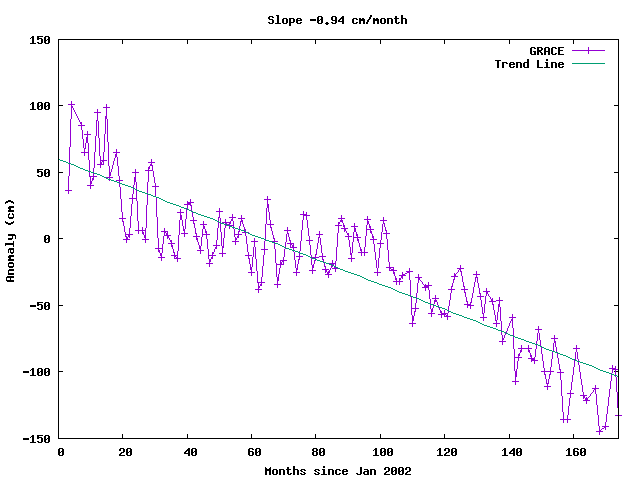 Slope -0.94 cm/month
150
GRACE
Trend Line
100
50
0
-50
-100
-150
Anomaly (cm)
0 20 40 60 80 100 120 140 160
Months since Jan 2002